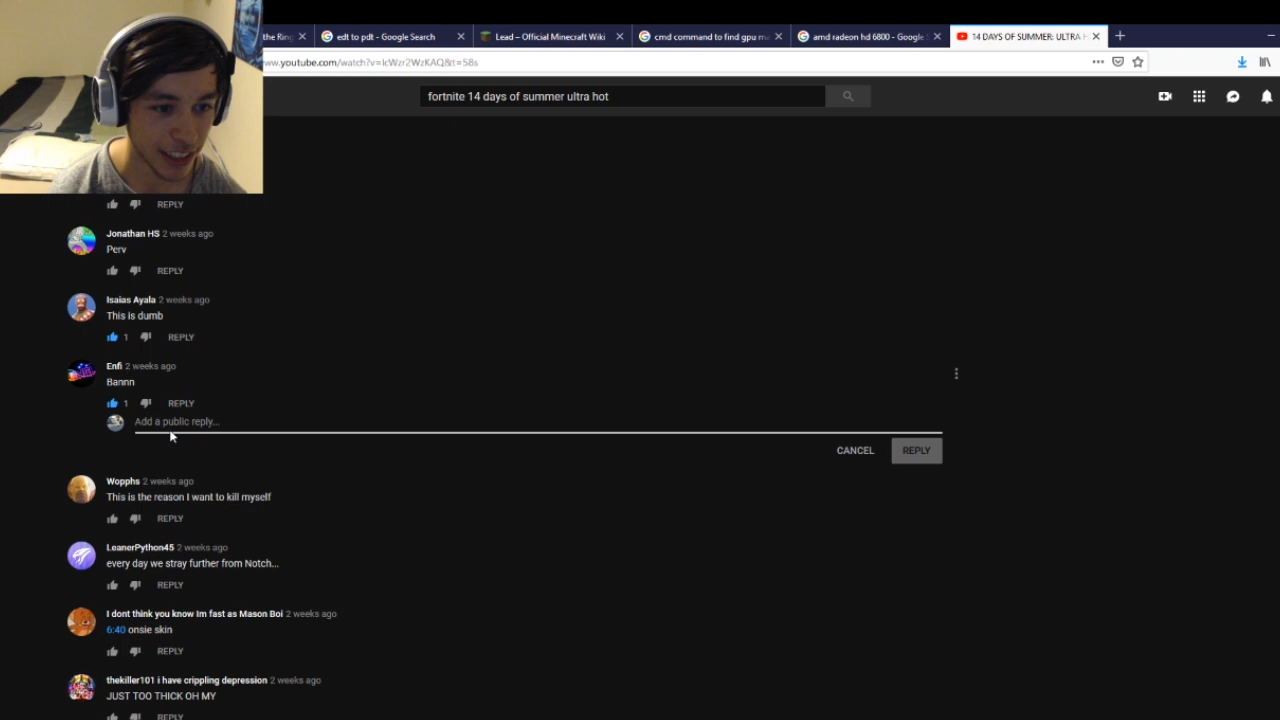 the Ring
edt to pdt - Google Search
Lead – Official Minecraft Wiki
cmd command to find gpu m
amd radeon hd 6800 - Google S
14 DAYS OF SUMMER: ULTRA H
ww.youtube.com/watch?v=IcWzr2WzKAQ&t=58s
fortnite 14 days of summer ultra hot
REPLY
Jonathan HS 2 weeks ago
Perv
REPLY
Isaias Ayala 2 weeks ago
This is dumb
1 REPLY
Enfi 2 weeks ago
Bannn
1 REPLY
Add a public reply...
CANCEL REPLY
Wopphs 2 weeks ago
This is the reason I want to kill myself
REPLY
LeanerPython45 2 weeks ago
every day we stray further from Notch...
REPLY
I dont think you know Im fast as Mason Boi 2 weeks ago
6:40 onsie skin
REPLY
thekiller101 i have crippling depression 2 weeks ago
JUST TOO THICK OH MY
REPLY